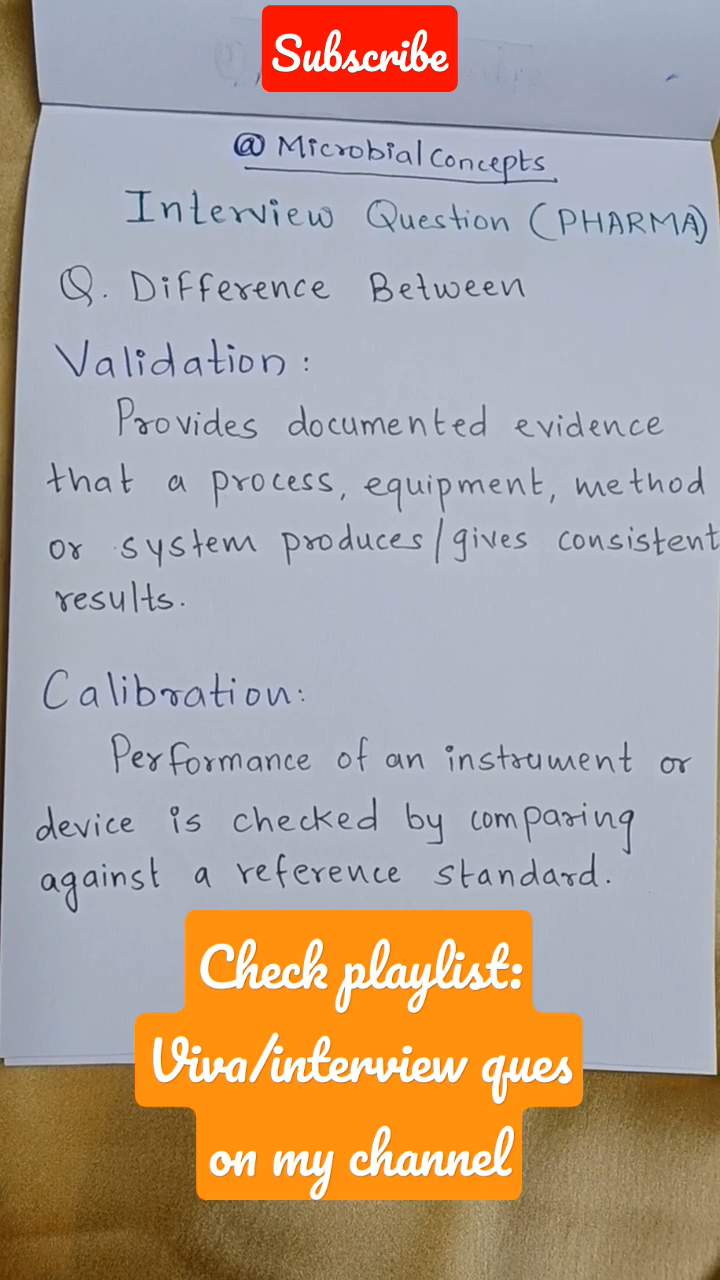 Subscribe
@ Microbial Concepts
Interview Question (PHARMA)
Q. Difference Between
Validation:
Provides documented evidence
that a process, equipment, method
or system produces/gives consistent
results.
Calibration:
Performance of an instrument or
device is checked by comparing
against a reference standard.
Check playlist:
Viva/interview ques
on my channel